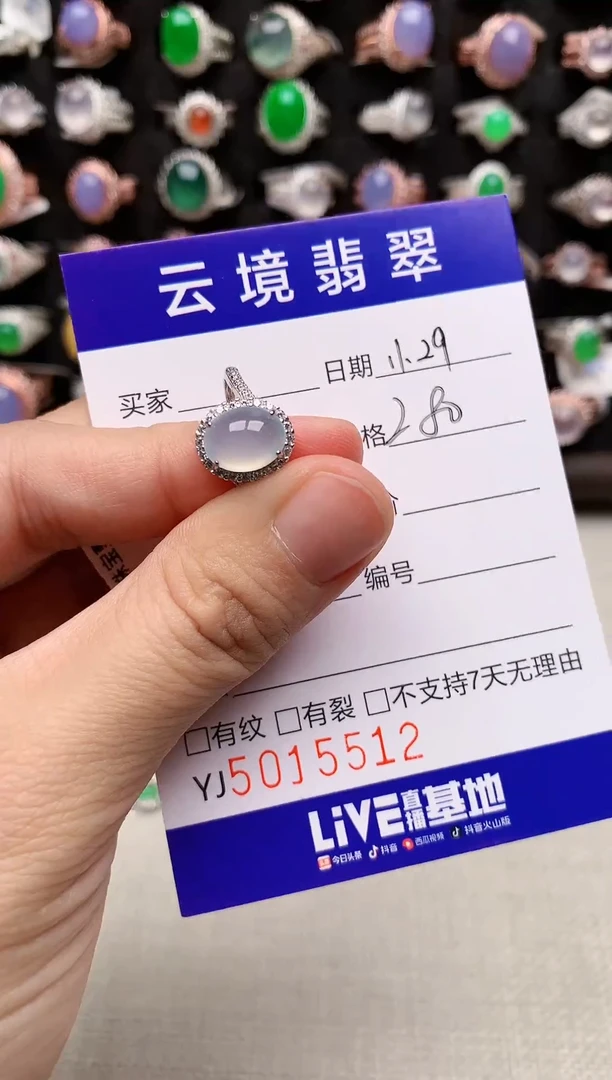 云境翡翠
买家 日期 11.29
格 280
价
编号
□有纹 □有裂 □不支持7天无理由
YJ5015512
LiVE直播基地
今日头条 抖音 西瓜视频 抖音火山版